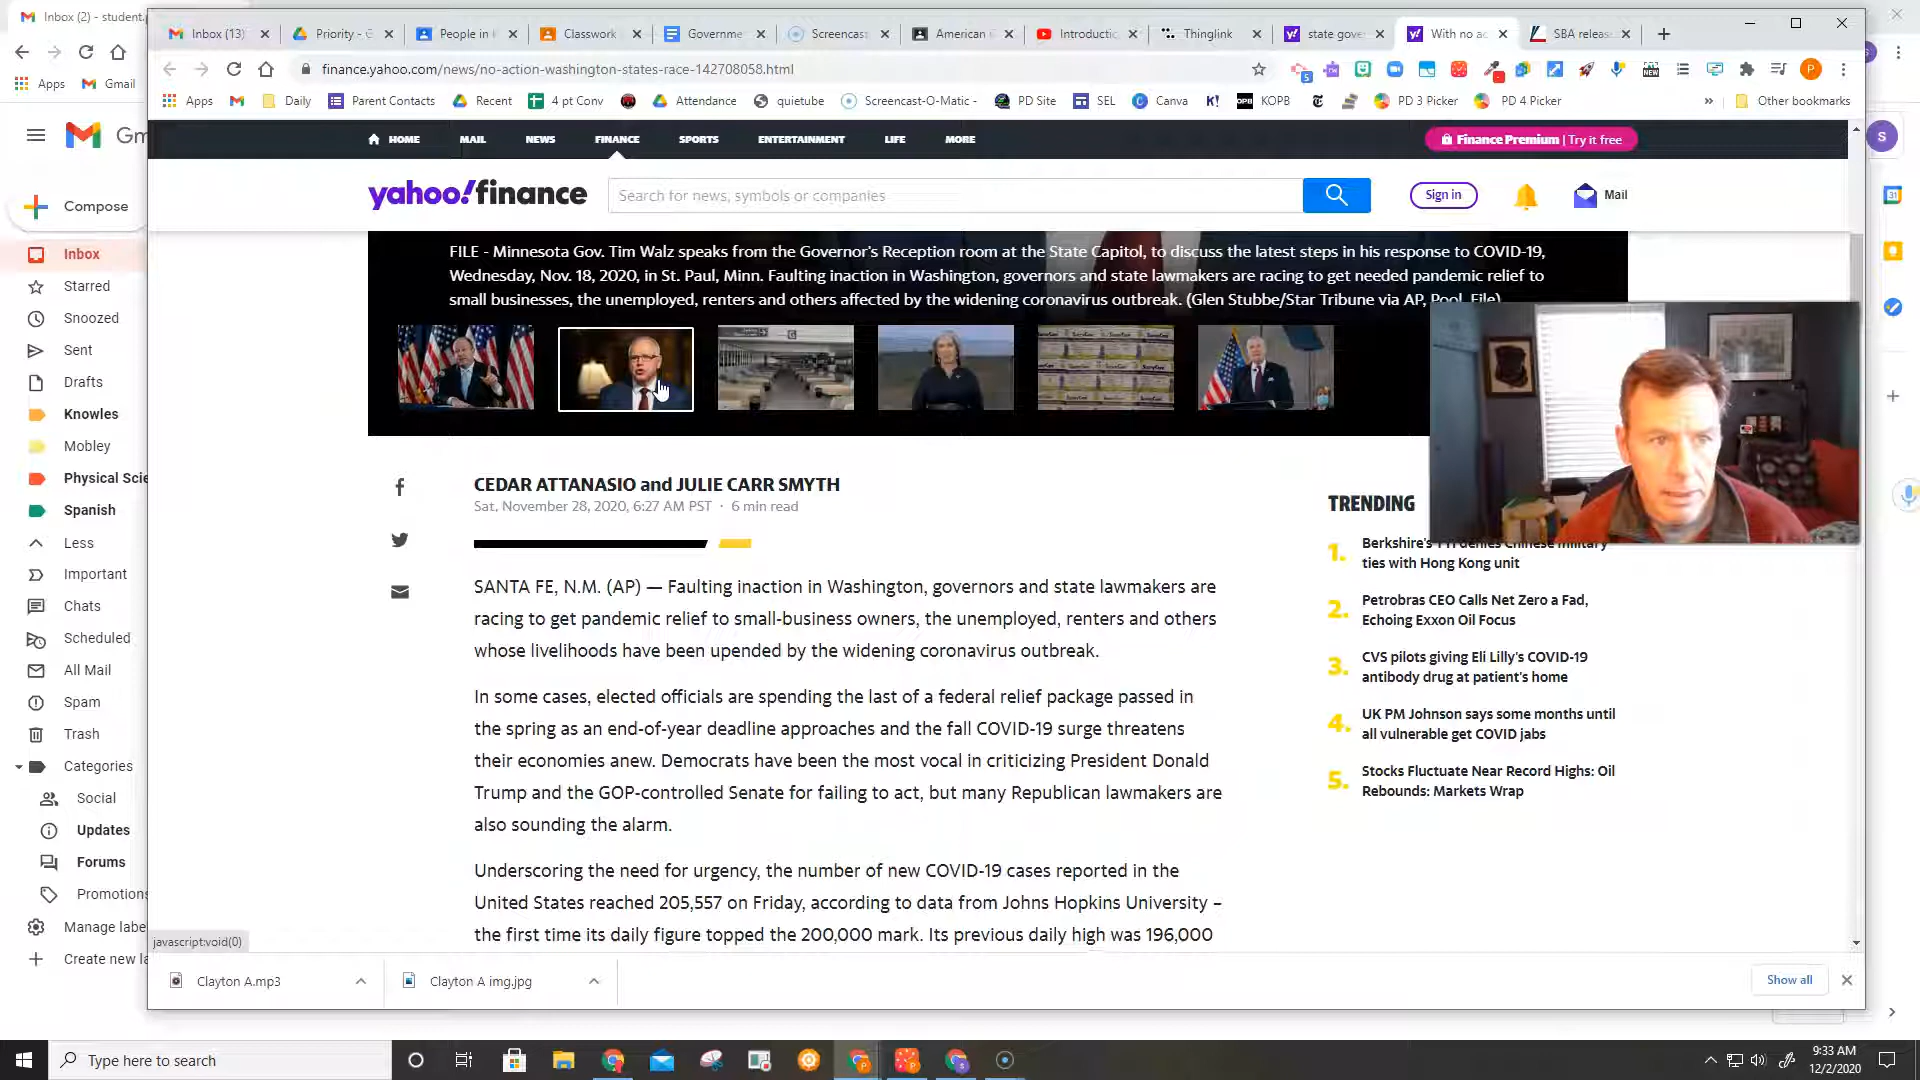 Inbox (2) - student.
Inbox (13)
Priority - G
People in I
Classwork
Governme
Screencas
American
Introductio
Thinglink
state gove
With no ac
SBA releas
finance.yahoo.com/news/no-action-washington-states-race-142708058.html
Apps
Gmail
Apps
Daily
Parent Contacts
Recent
4 pt Conv
Attendance
quietube
Screencast-O-Matic -
PD Site
SEL
Canva
K!
KOPB
PD 3 Picker
PD 4 Picker
»
Other bookmarks
Gm
Compose
Inbox
Starred
Snoozed
Sent
Drafts
Knowles
Mobley
Physical Scie
Spanish
Less
Important
Chats
Scheduled
All Mail
Spam
Trash
Categories
Social
Updates
Forums
Promotions
Manage labe
Create new la
HOME
MAIL
NEWS
FINANCE
SPORTS
ENTERTAINMENT
LIFE
MORE
Finance Premium | Try it free
yahoo!finance
Search for news, symbols or companies
Sign in
Mail
FILE - Minnesota Gov. Tim Walz speaks from the Governor's Reception room at the State Capitol, to discuss the latest steps in his response to COVID-19,
Wednesday, Nov. 18, 2020, in St. Paul, Minn. Faulting inaction in Washington, governors and state lawmakers are racing to get needed pandemic relief to
small businesses, the unemployed, renters and others affected by the widening coronavirus outbreak. (Glen Stubbe/Star Tribune via AP, Pool, File)
CEDAR ATTANASIO and JULIE CARR SMYTH
Sat, November 28, 2020, 6:27 AM PST · 6 min read
SANTA FE, N.M. (AP) — Faulting inaction in Washington, governors and state lawmakers are
racing to get pandemic relief to small-business owners, the unemployed, renters and others
whose livelihoods have been upended by the widening coronavirus outbreak.
In some cases, elected officials are spending the last of a federal relief package passed in
the spring as an end-of-year deadline approaches and the fall COVID-19 surge threatens
their economies anew. Democrats have been the most vocal in criticizing President Donald
Trump and the GOP-controlled Senate for failing to act, but many Republican lawmakers are
also sounding the alarm.
Underscoring the need for urgency, the number of new COVID-19 cases reported in the
United States reached 205,557 on Friday, according to data from Johns Hopkins University –
the first time its daily figure topped the 200,000 mark. Its previous daily high was 196,000
TRENDING
1. Berkshire's denies Chinese military
ties with Hong Kong unit
2. Petrobras CEO Calls Net Zero a Fad,
Echoing Exxon Oil Focus
3. CVS pilots giving Eli Lilly's COVID-19
antibody drug at patient's home
4. UK PM Johnson says some months until
all vulnerable get COVID jabs
5. Stocks Fluctuate Near Record Highs: Oil
Rebounds: Markets Wrap
javascript:void(0)
Clayton A.mp3
Clayton A img.jpg
Show all
Type here to search
9:33 AM
12/2/2020